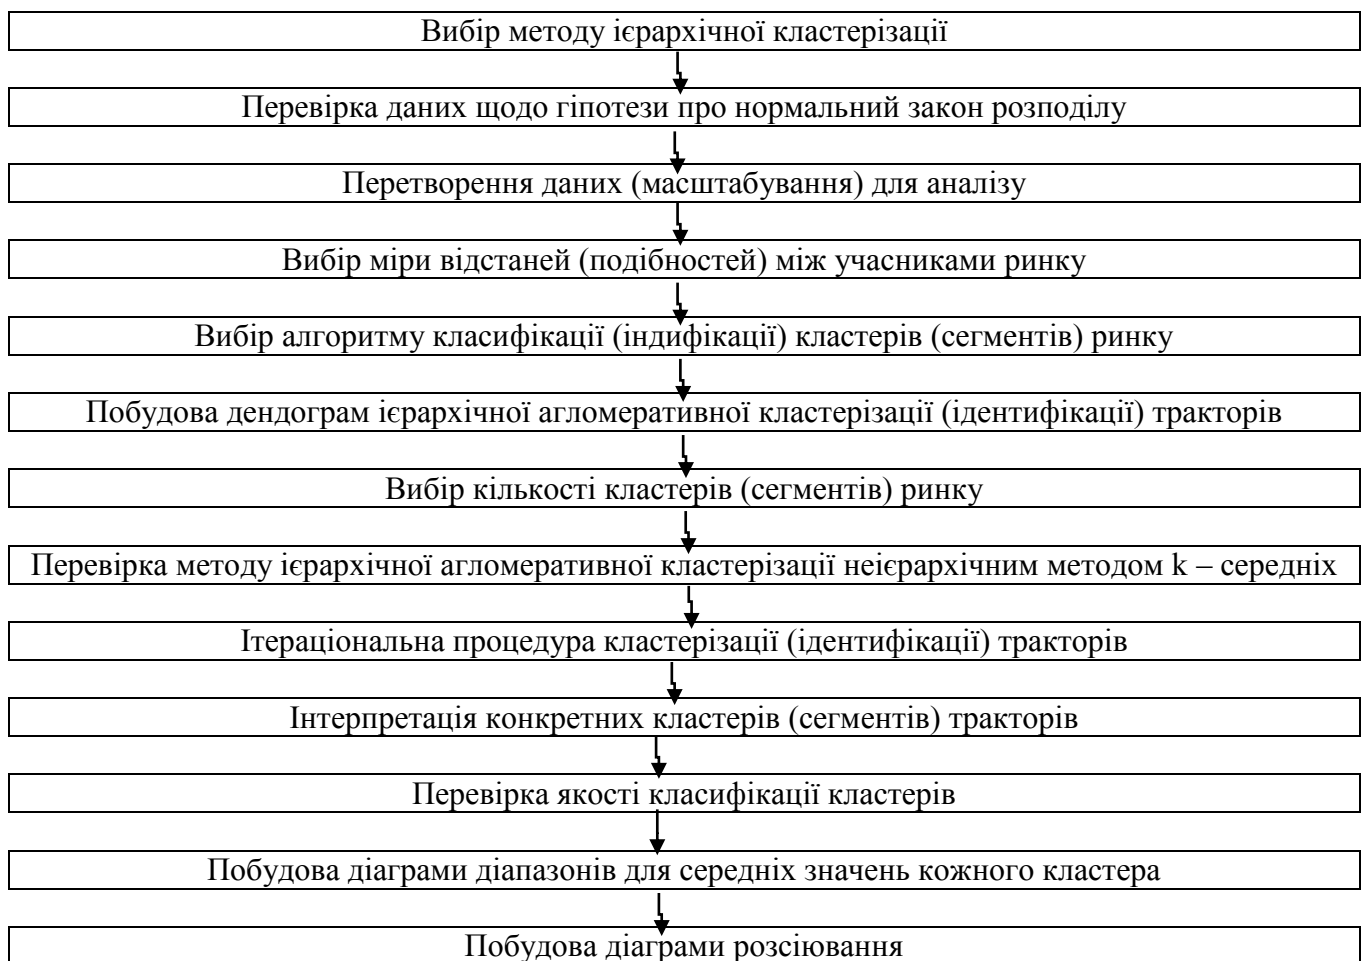 Вибір методу ієрархічної кластерізації
Перевірка даних щодо гіпотези про нормальний закон розподілу
Перетворення даних (масштабування) для аналізу
Вибір міри відстаней (подібностей) між учасниками ринку
Вибір алгоритму класифікації (індифікації) кластерів (сегментів) ринку
Побудова дендограм ієрархічної агломеративної кластерізації (ідентифікації) тракторів
Вибір кількості кластерів (сегментів) ринку
Перевірка методу ієрархічної агломеративної кластерізації неієрархічним методом k – середніх
Ітераціональна процедура кластерізації (ідентифікації) тракторів
Інтерпретація конкретних кластерів (сегментів) тракторів
Перевірка якості класифікації кластерів
Побудова діаграми діапазонів для середніх значень кожного кластера
Побудова діаграми розсіювання